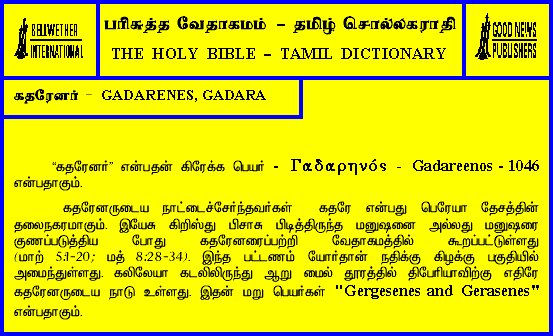 BELLWETHER
INTERNATIONAL
பரிசுத்த வேதாகமம் - தமிழ் சொல்லகராதி
THE HOLY BIBLE - TAMIL DICTIONARY
GOOD NEWS
PUBLISHERS
கதரேனர் - GADARENES, GADARA
“கதரேனர்” என்பதன் கிரேக்க பெயர் - Γαδαρηνός - Gadareenos - 1046
என்பதாகும்.
கதரேனருடைய நாட்டைச்சேர்ந்தவர்கள் கதரே என்பது பெரேயா தேசத்தின்
தலைநகரமாகும். இயேசு கிறிஸ்து பிசாசு பிடித்திருந்த மனுஷனை அல்லது மனுஷரை
குணப்படுத்திய போது கதரேனரைப்பற்றி வேதாகமத்தில் கூறப்பட்டுள்ளது
(மாற் 5:1-20; மத் 8:28-34). இந்த பட்டணம் யோர்தான் நதிக்கு கிழக்கு பகுதியில்
அமைந்துள்ளது. கலிலேயா கடலிலிருந்து ஆறு மைல் தூரத்தில் திபேரியாவிற்கு எதிரே
கதரேனருடைய நாடு உள்ளது. இதன் மறு பெயர்கள் "Gergesenes and Gerasenes"
என்பதாகும்.